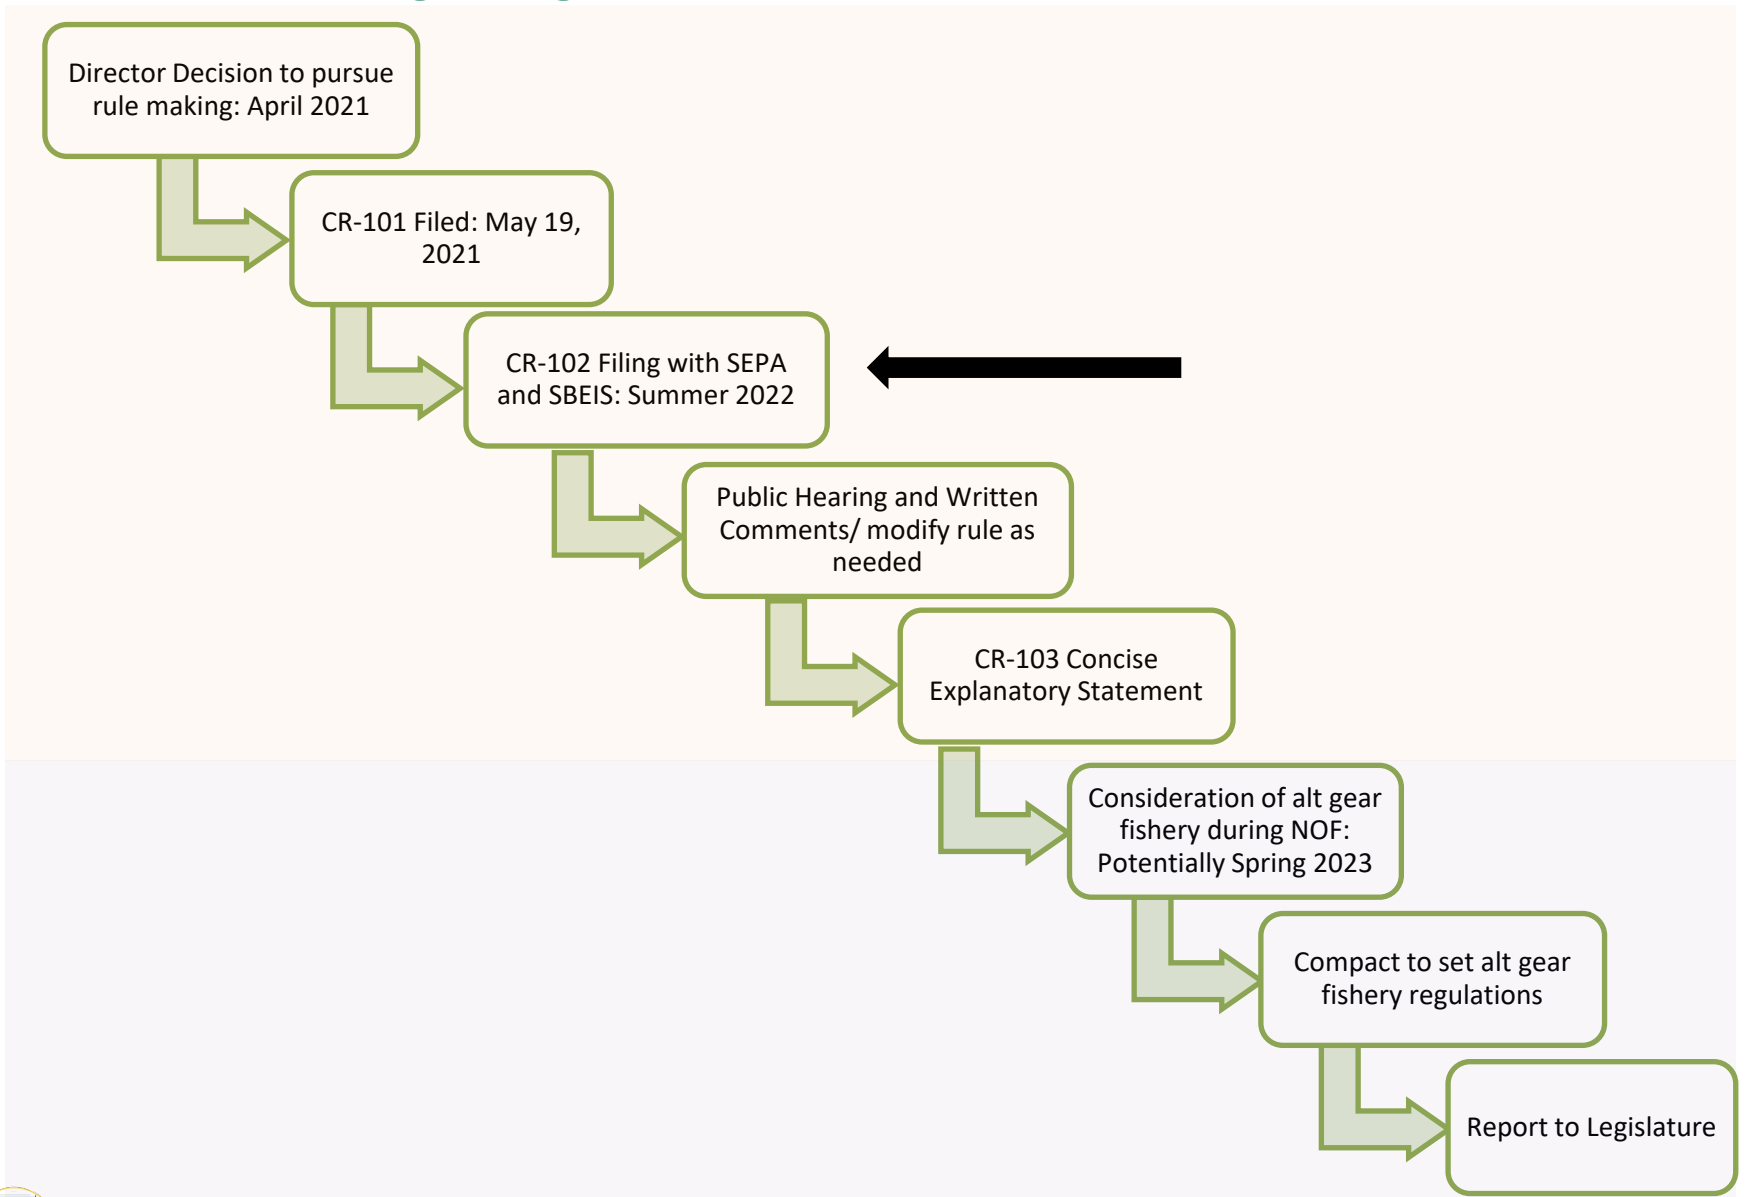 Director Decision to pursue
rule making: April 2021
CR-101 Filed: May 19,
2021
CR-102 Filing with SEPA
and SBEIS: Summer 2022
Public Hearing and Written
Comments/ modify rule as
needed
CR-103 Concise
Explanatory Statement
Consideration of alt gear
fishery during NOF:
Potentially Spring 2023
Compact to set alt gear
fishery regulations
Report to Legislature